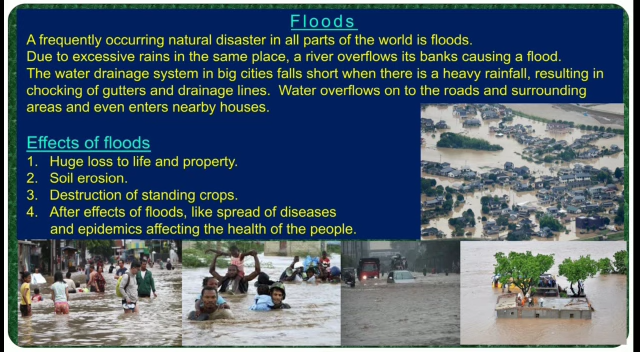 Floods
A frequently occurring natural disaster in all parts of the world is floods.
Due to excessive rains in the same place, a river overflows its banks causing a flood.
The water drainage system in big cities falls short when there is a heavy rainfall, resulting in
chocking of gutters and drainage lines. Water overflows on to the roads and surrounding
areas and even enters nearby houses.
Effects of floods
1. Huge loss to life and property.
2. Soil erosion.
3. Destruction of standing crops.
4. After effects of floods, like spread of diseases
and epidemics affecting the health of the people.